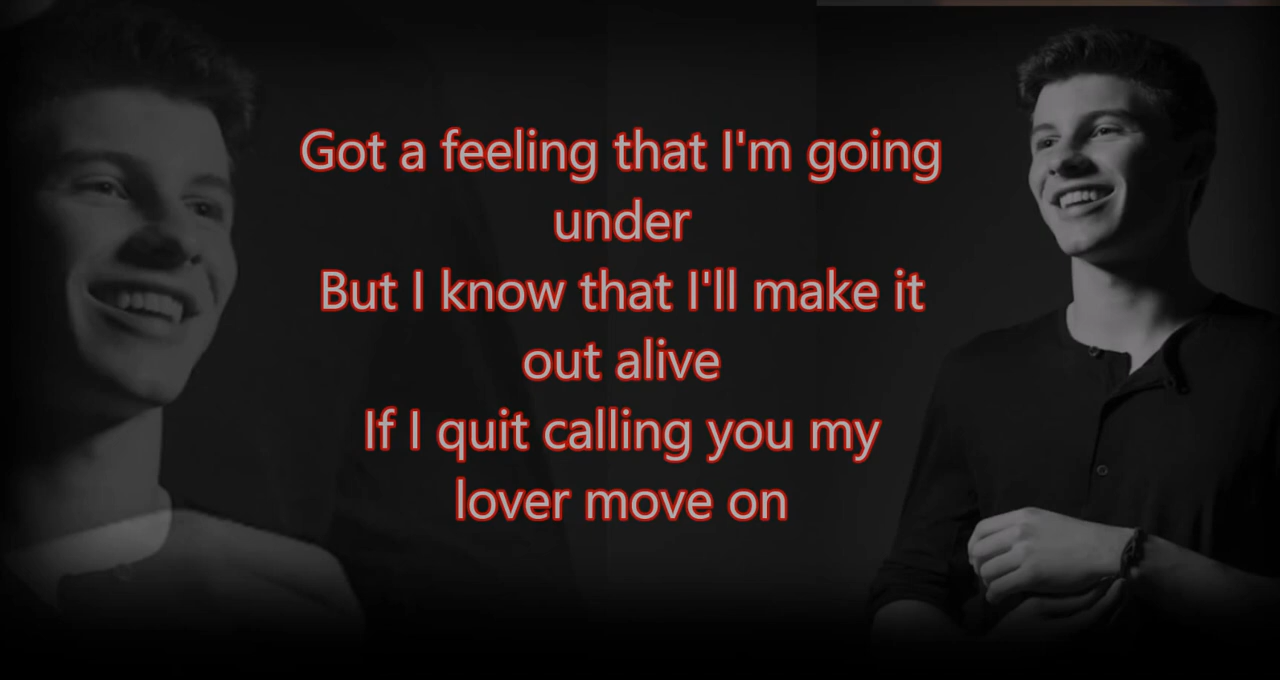 Got a feeling that I'm going
under
But I know that I'll make it
out alive
If I quit calling you my
lover move on